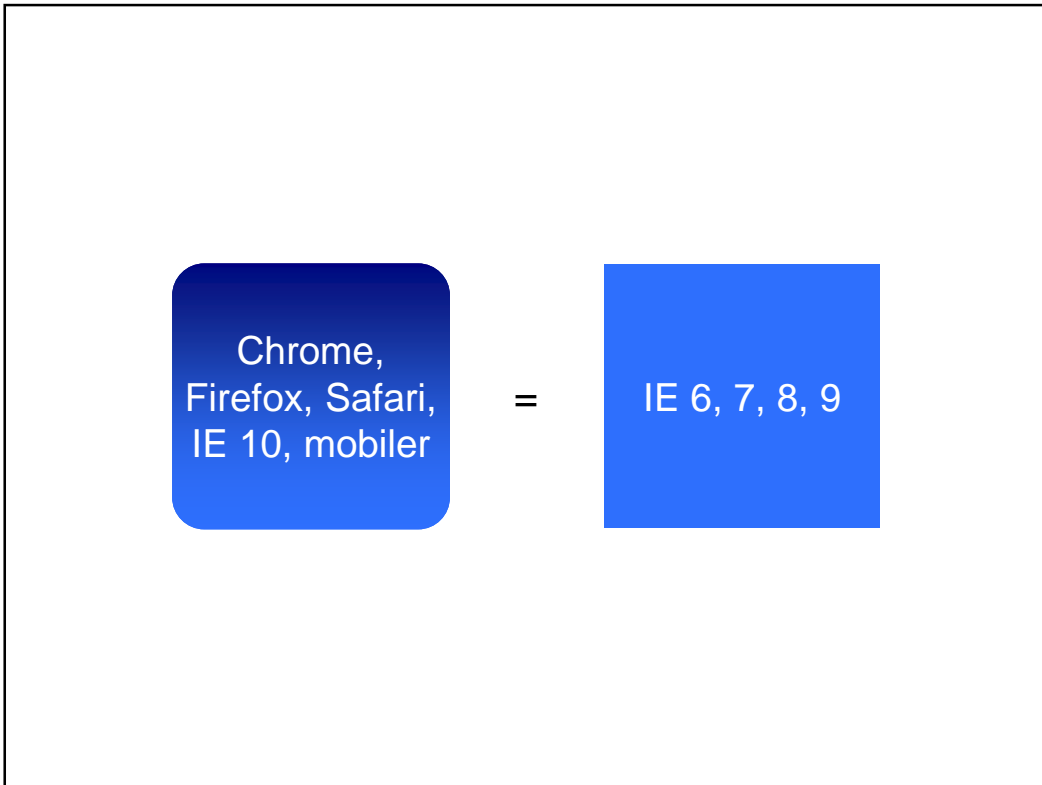 Chrome,
Firefox, Safari,
IE 10, mobiler
=
IE 6, 7, 8, 9